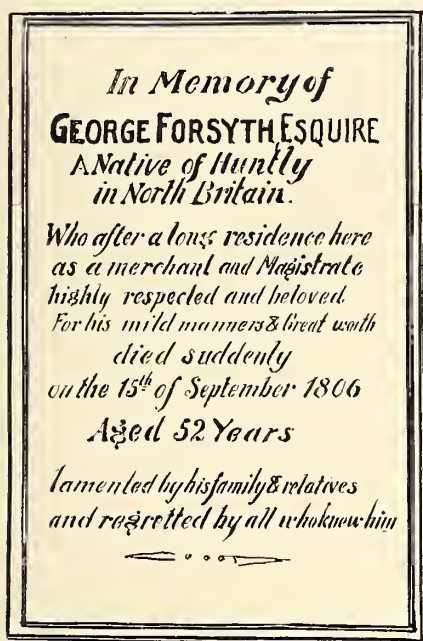 In Memory of
GEORGE FORSYTH, ESQUIRE
A Native of Huntly
in North Britain.
Who after a long residence here
as a merchant and Magistrate
highly respected and beloved.
For his mild manners & Great worth
died suddenly
on the 15th of September 1806
Aged 52 Years
lamented by his family & relatives
and regretted by all who knew him